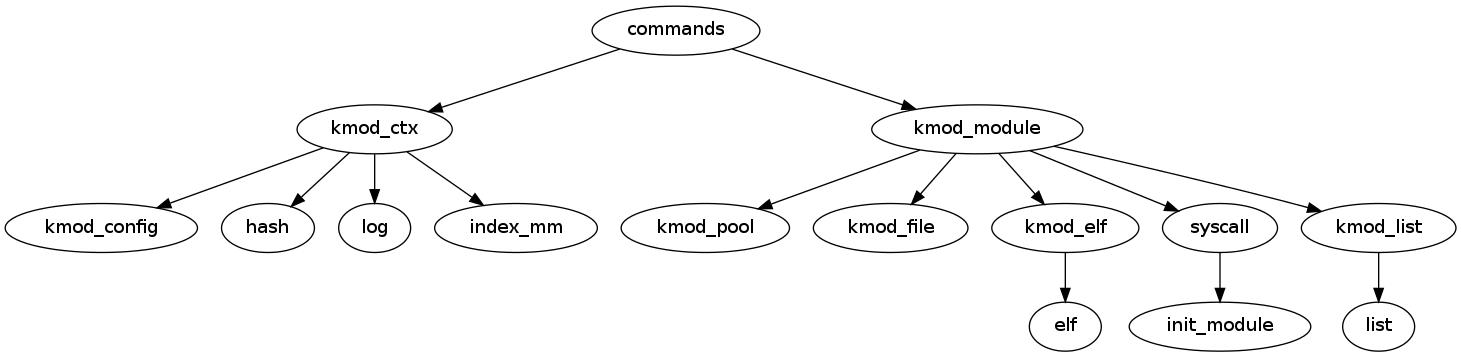 commands
kmod_ctx
kmod_module
kmod_config
hash
log
index_mm
kmod_pool
kmod_file
kmod_elf
syscall
kmod_list
elf
init_module
list